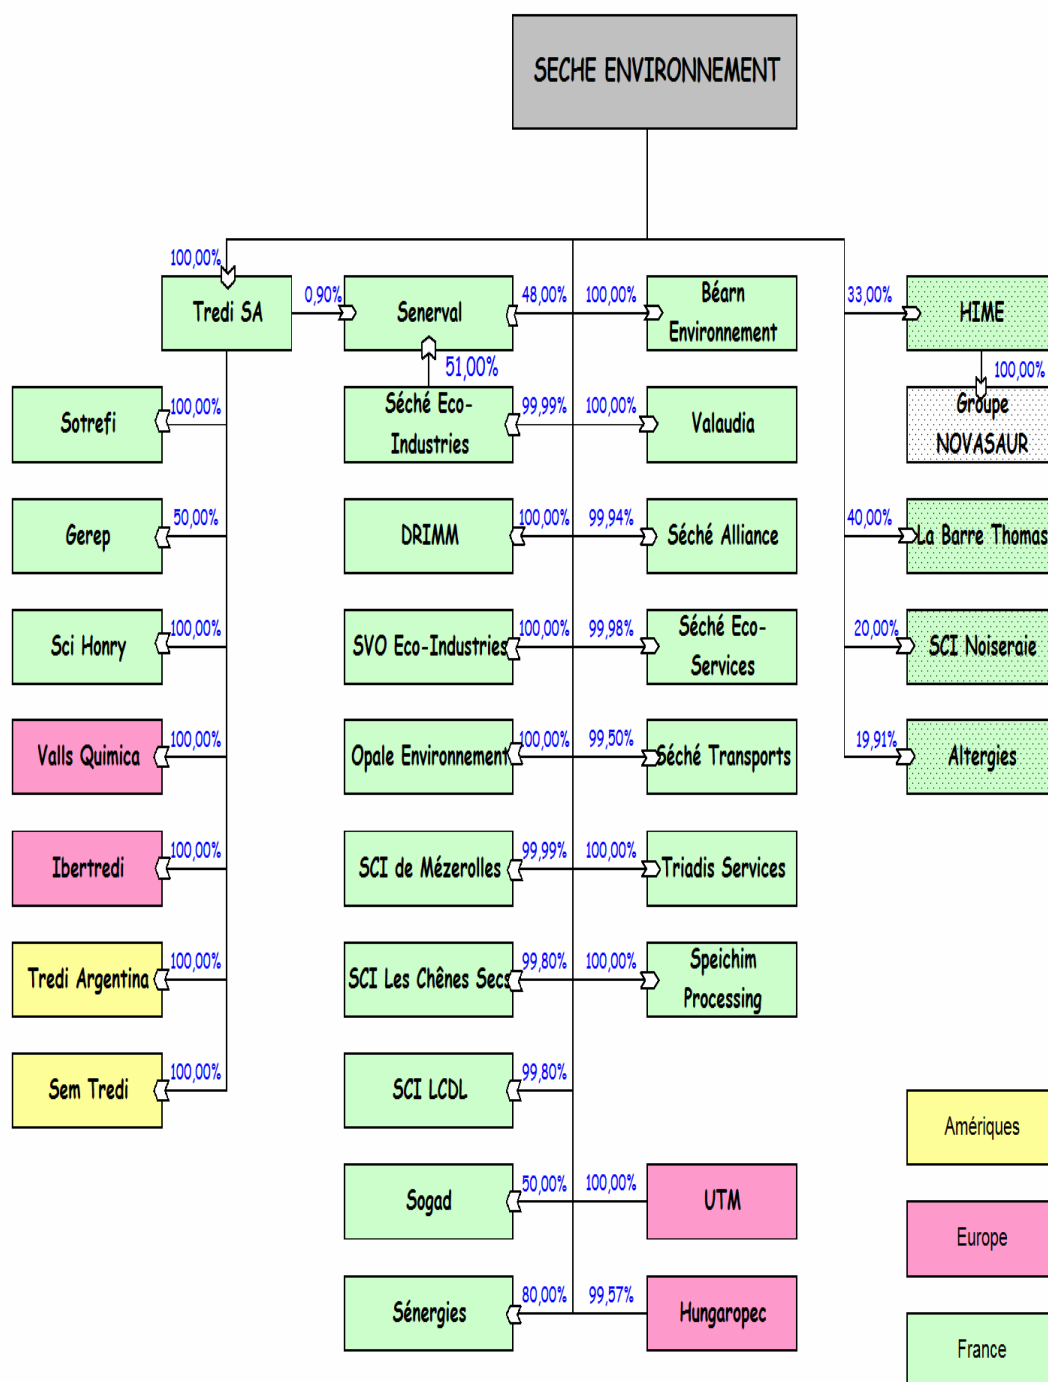 SECHE ENVIRONNEMENT
100,00%
Tredi SA
0,90%
Senerval
48,00%
100,00%
Béarn
Environnement
33,00%
HIME
51,00%
100,00%
Sotrefi
100,00%
Séché Eco-
Industries
99,99%
100,00%
Valaudia
Groupe
NOVASAUR
Gerep
50,00%
DRIMM
100,00%
99,94%
Séché Alliance
40,00%
La Barre Thomas
Sci Honry
100,00%
SVO Eco-Industries
100,00%
99,98%
Séché Eco-
Services
20,00%
SCI Noiseraie
Valls Quimica
100,00%
Opale Environnement
100,00%
99,50%
Séché Transports
19,91%
Altergies
Ibertredi
100,00%
SCI de Mézerolles
99,99%
100,00%
Triadis Services
Tredi Argentina
100,00%
SCI Les Chênes Secs
99,80%
100,00%
Speichim
Processing
Sem Tredi
100,00%
SCI LCDL
99,80%
Amériques
Sogad
50,00%
100,00%
UTM
Europe
Sénergies
80,00%
99,57%
Hungaropec
France